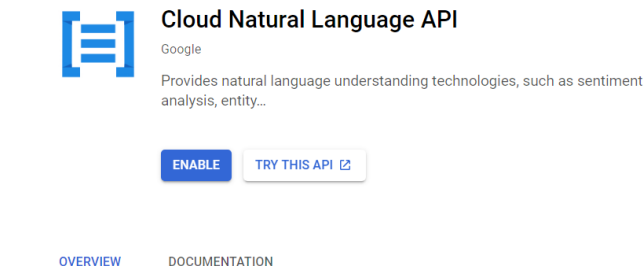 Cloud Natural Language API
Google
Provides natural language understanding technologies, such as sentiment
analysis, entity...
ENABLE
TRY THIS API
OVERVIEW
DOCUMENTATION